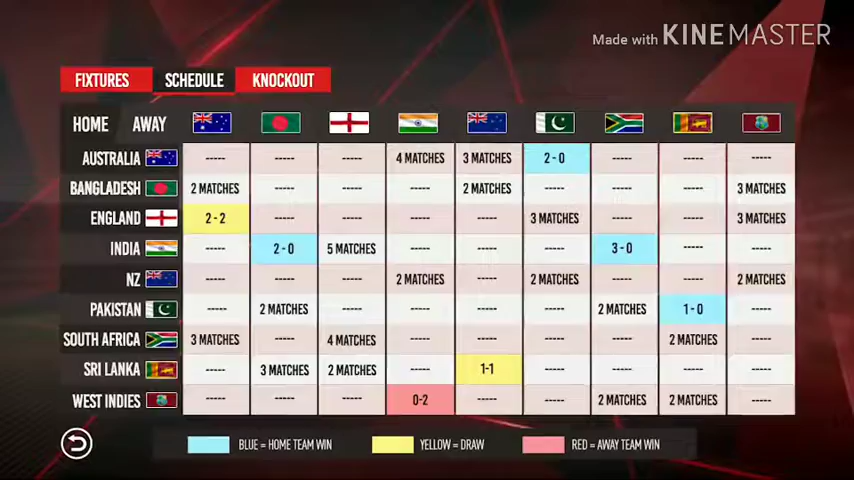 Made with KINEMASTER
FIXTURES SCHEDULE KNOCKOUT
HOME AWAY
AUSTRALIA ----- ----- ----- 4 MATCHES 3 MATCHES 2 - 0 ----- ----- -----
BANGLADESH 2 MATCHES ----- ----- ----- 2 MATCHES ----- ----- ----- 3 MATCHES
ENGLAND 2 - 2 ----- ----- ----- ----- 3 MATCHES ----- ----- 3 MATCHES
INDIA ----- 2 - 0 5 MATCHES ----- ----- ----- 3 - 0 ----- -----
NZ ----- ----- ----- 2 MATCHES ----- 2 MATCHES ----- ----- 2 MATCHES
PAKISTAN ----- 2 MATCHES ----- ----- ----- ----- 2 MATCHES 1 - 0 -----
SOUTH AFRICA 3 MATCHES ----- 4 MATCHES ----- ----- ----- ----- 2 MATCHES -----
SRI LANKA ----- 3 MATCHES 2 MATCHES ----- 1-1 ----- ----- ----- -----
WEST INDIES ----- ----- ----- 0-2 ----- ----- 2 MATCHES 2 MATCHES -----
BLUE = HOME TEAM WIN YELLOW = DRAW RED = AWAY TEAM WIN